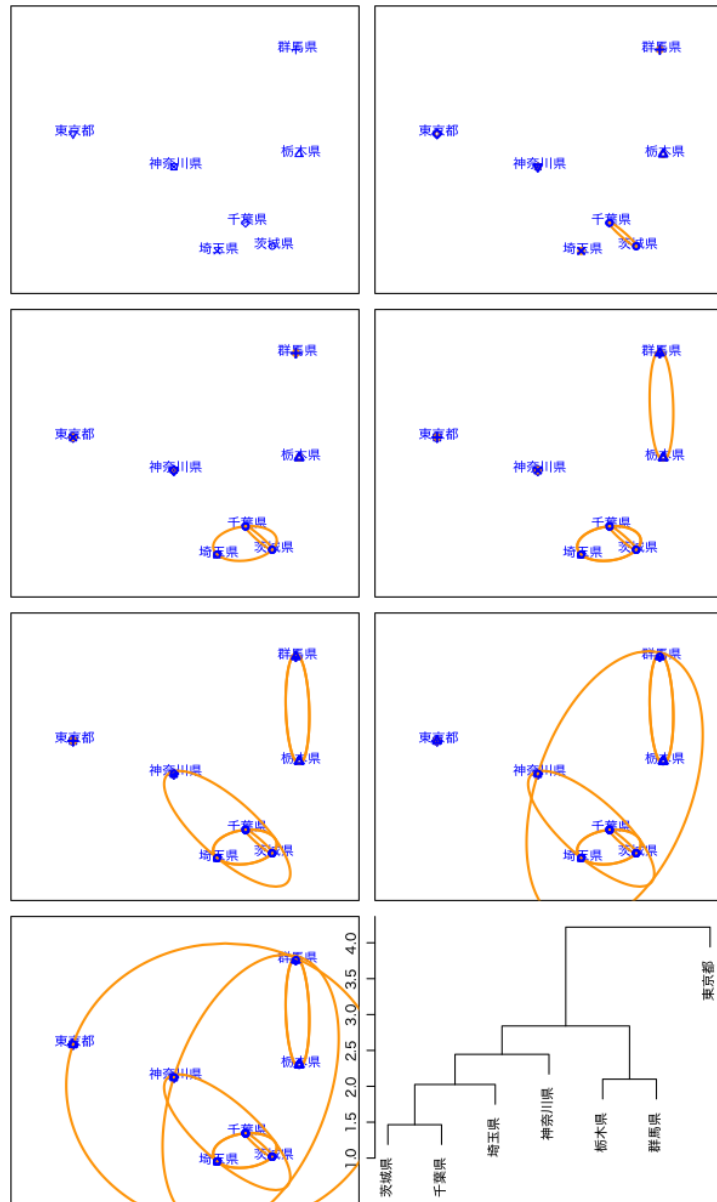 群馬県
東京都
神奈川県
栃木県
千葉県
埼玉県
茨城県
群馬県
東京都
神奈川県
栃木県
千葉県
埼玉県
茨城県
群馬県
東京都
神奈川県
栃木県
千葉県
埼玉県
茨城県
群馬県
東京都
神奈川県
栃木県
千葉県
埼玉県
茨城県
群馬県
東京都
神奈川県
栃木県
千葉県
埼玉県
茨城県
群馬県
東京都
神奈川県
栃木県
千葉県
埼玉県
茨城県
群馬県
東京都
神奈川県
栃木県
千葉県
埼玉県
茨城県
4.0
3.5
3.0
2.5
2.0
1.5
1.0
茨城県
千葉県
埼玉県
神奈川県
栃木県
群馬県
東京都